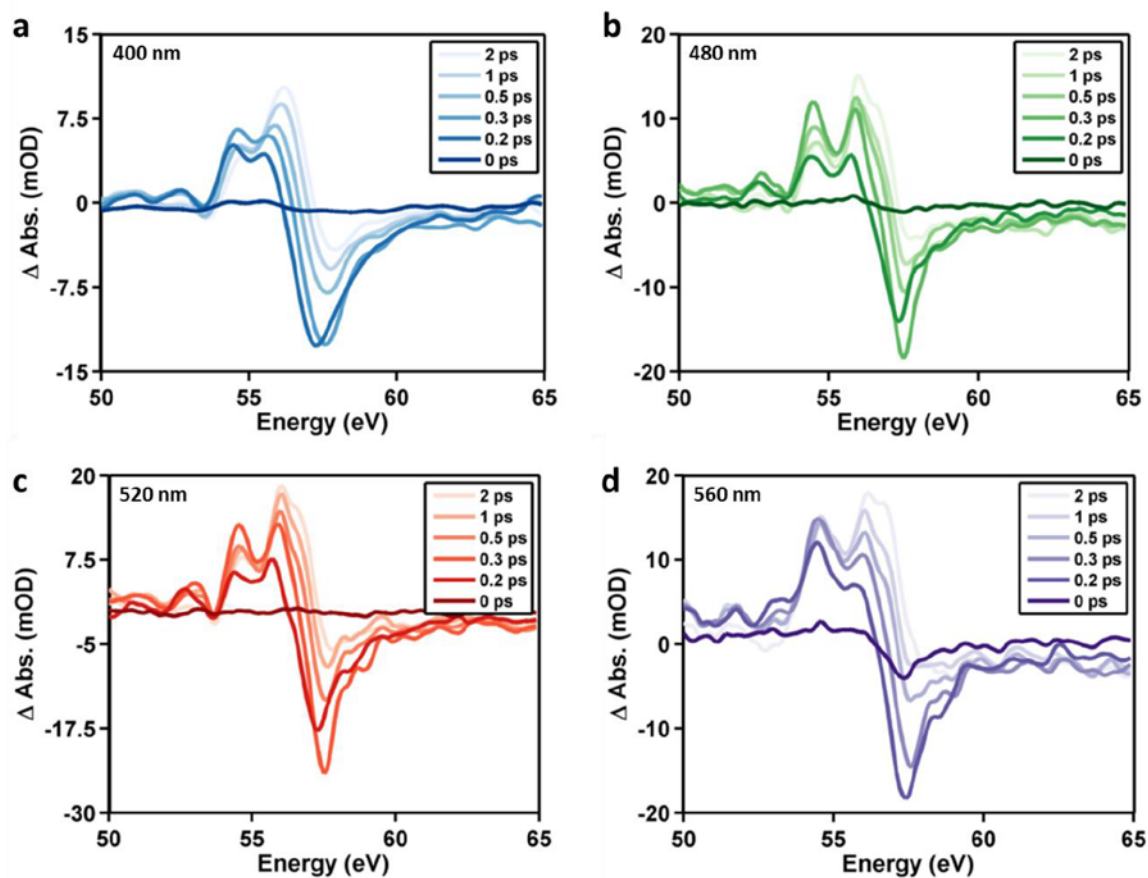 a
400 nm
15
7.5
0
-7.5
-15
Δ Abs. (mOD)
50 55 60 65
Energy (eV)
2 ps
1 ps
0.5 ps
0.3 ps
0.2 ps
0 ps
b
480 nm
20
10
0
-10
-20
Δ Abs. (mOD)
50 55 60 65
Energy (eV)
2 ps
1 ps
0.5 ps
0.3 ps
0.2 ps
0 ps
c
520 nm
20
7.5
-5
-17.5
-30
Δ Abs. (mOD)
50 55 60 65
Energy (eV)
2 ps
1 ps
0.5 ps
0.3 ps
0.2 ps
0 ps
d
560 nm
20
10
0
-10
-20
Δ Abs. (mOD)
50 55 60 65
Energy (eV)
2 ps
1 ps
0.5 ps
0.3 ps
0.2 ps
0 ps